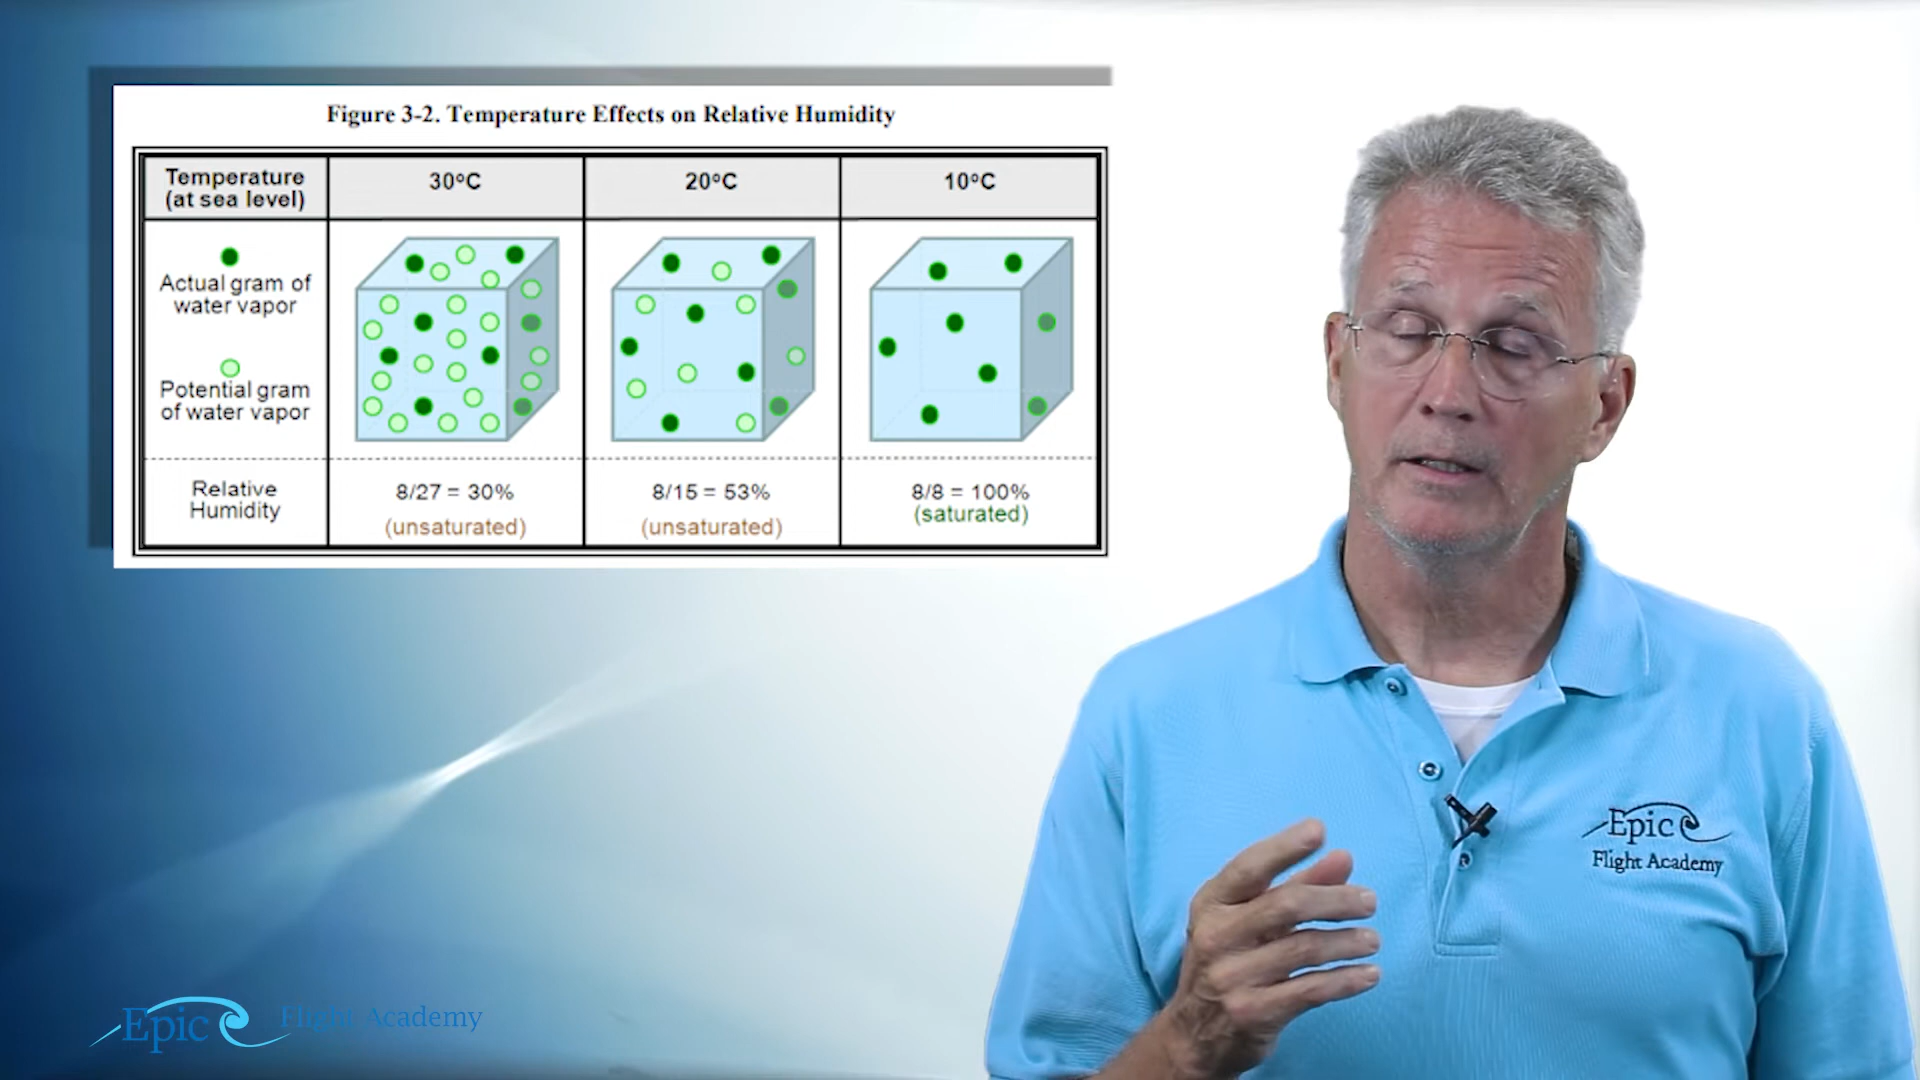 Figure 3-2. Temperature Effects on Relative Humidity
Temperature
(at sea level)
30°C
20°C
10°C
Actual gram of
water vapor
Potential gram
of water vapor
Relative
Humidity
8/27 = 30%
(unsaturated)
8/15 = 53%
(unsaturated)
8/8 = 100%
(saturated)
Epic
Flight Academy
Epic Flight Academy